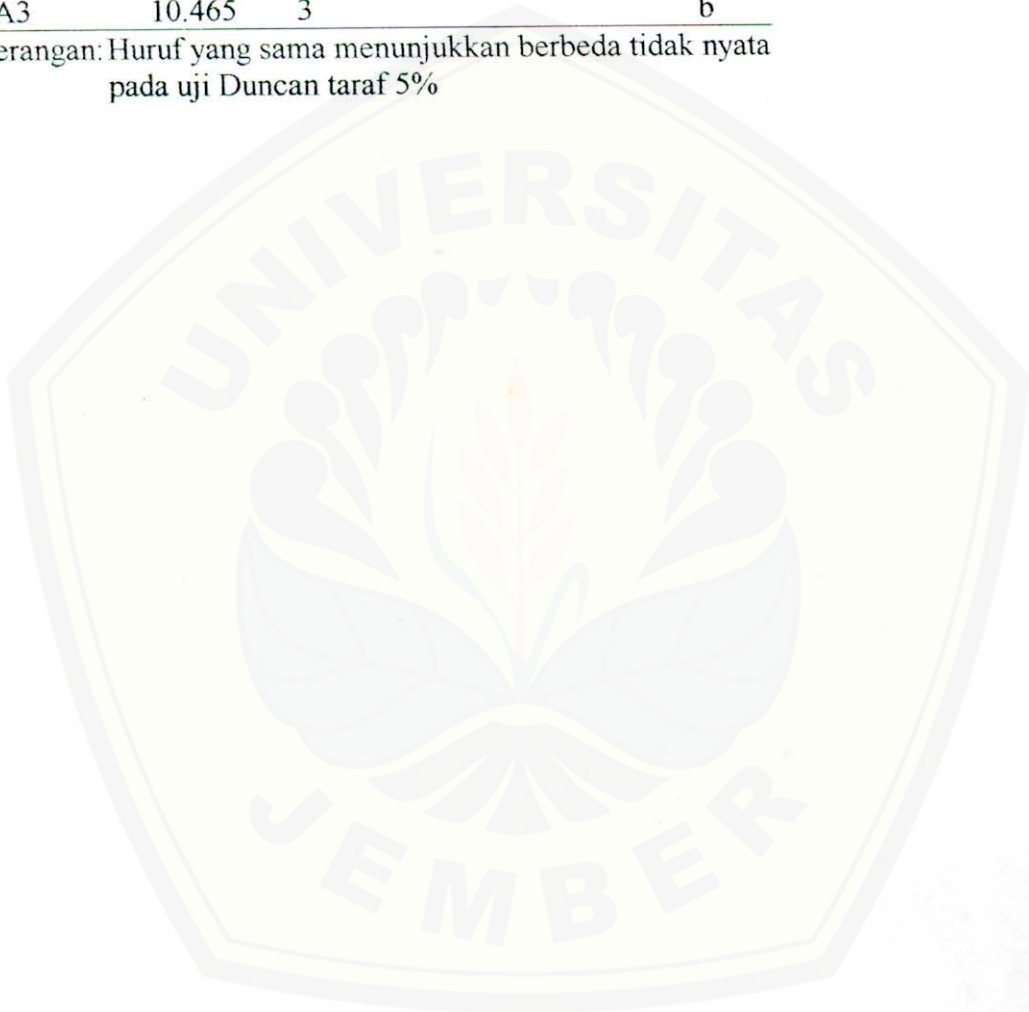 A3 10.465 3 b
erangan: Huruf yang sama menunjukkan berbeda tidak nyata
pada uji Duncan taraf 5%
UNIVERSITAS
JEMBER